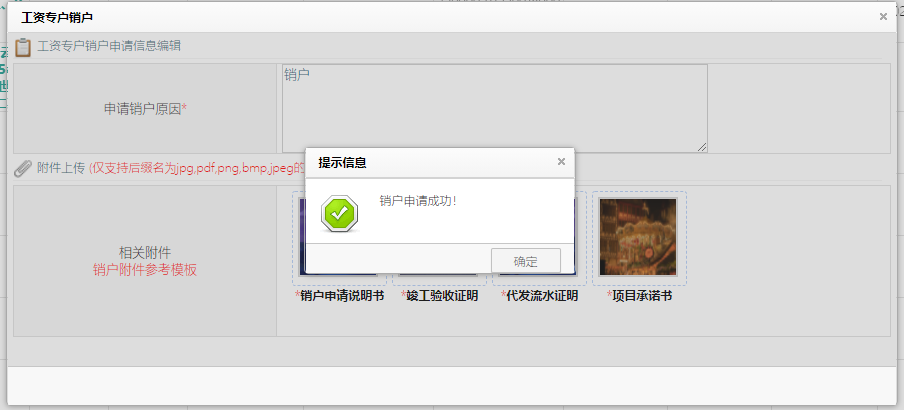 工资专户销户
工资专户销户申请信息编辑
申请销户原因*
销户
附件上传 (仅支持后缀名为jpg,pdf,png,bmp,jpeg的
提示信息
销户申请成功！
确定
相关附件
销户附件参考模板
*销户申请说明书 *竣工验收证明 *代发流水证明 *项目承诺书